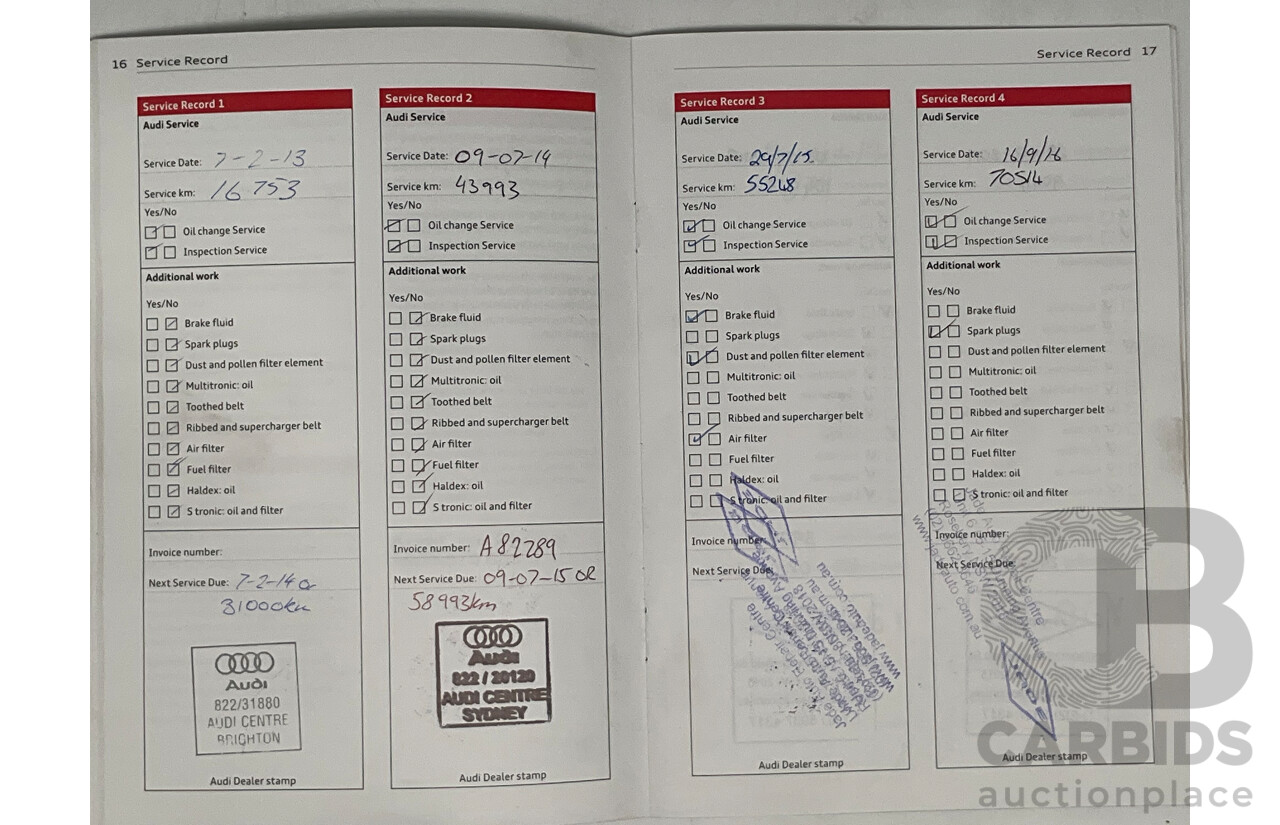 16 Service Record
Service Record 1
Audi Service
Service Date: 7-2-13
Service km: 16 753
Yes/No
Oil change Service
Inspection Service
Additional work
Yes/No
Brake fluid
Spark plugs
Dust and pollen filter element
Multitronic: oil
Toothed belt
Ribbed and supercharger belt
Air filter
Fuel filter
Haldex: oil
S tronic: oil and filter
Invoice number:
Next Service Due: 7-2-14 or
31000km
Audi
822/31880
AUDI CENTRE
BRIGHTON
Audi Dealer stamp
Service Record 2
Audi Service
Service Date: 09-07-14
Service km: 43993
Yes/No
Oil change Service
Inspection Service
Additional work
Yes/No
Brake fluid
Spark plugs
Dust and pollen filter element
Multitronic: oil
Toothed belt
Ribbed and supercharger belt
Air filter
Fuel filter
Haldex: oil
S tronic: oil and filter
Invoice number: A82289
Next Service Due: 09-07-15 OR
58993km
Audi
822 / 20120
AUDI CENTRE
SYDNEY
Audi Dealer stamp
Service Record 17
Service Record 3
Audi Service
Service Date: 29/7/15
Service km: 55248
Yes/No
Oil change Service
Inspection Service
Additional work
Yes/No
Brake fluid
Spark plugs
Dust and pollen filter element
Multitronic: oil
Toothed belt
Ribbed and supercharger belt
Air filter
Fuel filter
Haldex: oil
S tronic: oil and filter
Invoice number:
Next Service Due:
Audi Dealer stamp
Service Record 4
Audi Service
Service Date: 16/9/16
Service km: 70514
Yes/No
Oil change Service
Inspection Service
Additional work
Yes/No
Brake fluid
Spark plugs
Dust and pollen filter element
Multitronic: oil
Toothed belt
Ribbed and supercharger belt
Air filter
Fuel filter
Haldex: oil
S tronic: oil and filter
Invoice number:
Next Service Due:
JADE
Audi Dealer stamp
CARBIDS
auctionplace